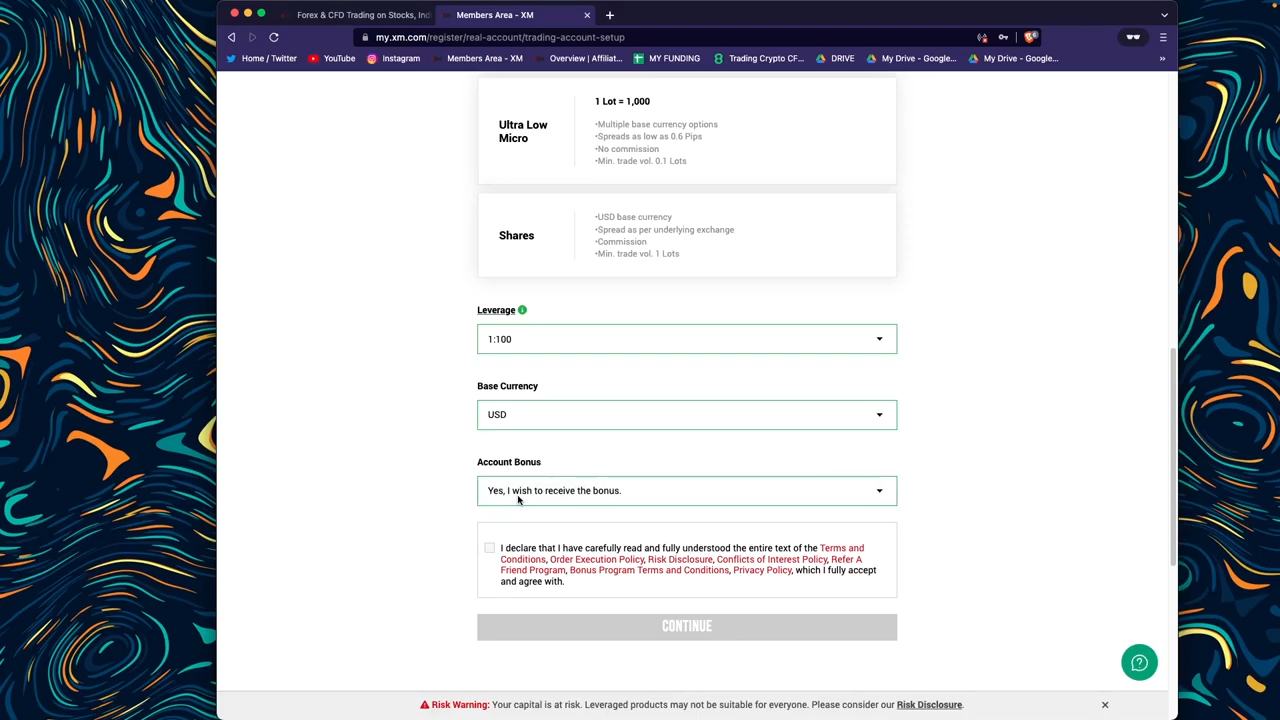 Forex & CFD Trading on Stocks, Indi
Members Area - XM
my.xm.com/register/real-account/trading-account-setup
Home / Twitter
YouTube
Instagram
Members Area - XM
Overview | Affiliat...
MY FUNDING
Trading Crypto CF...
DRIVE
My Drive - Google...
My Drive - Google...
Ultra Low
Micro
1 Lot = 1,000
•Multiple base currency options
•Spreads as low as 0.6 Pips
•No commission
•Min. trade vol. 0.1 Lots
Shares
•USD base currency
•Spread as per underlying exchange
•Commission
•Min. trade vol. 1 Lots
Leverage
1:100
Base Currency
USD
Account Bonus
Yes, I wish to receive the bonus.
I declare that I have carefully read and fully understood the entire text of the Terms and
Conditions, Order Execution Policy, Risk Disclosure, Conflicts of Interest Policy, Refer A
Friend Program, Bonus Program Terms and Conditions, Privacy Policy, which I fully accept
and agree with.
CONTINUE
Risk Warning: Your capital is at risk. Leveraged products may not be suitable for everyone. Please consider our Risk Disclosure.